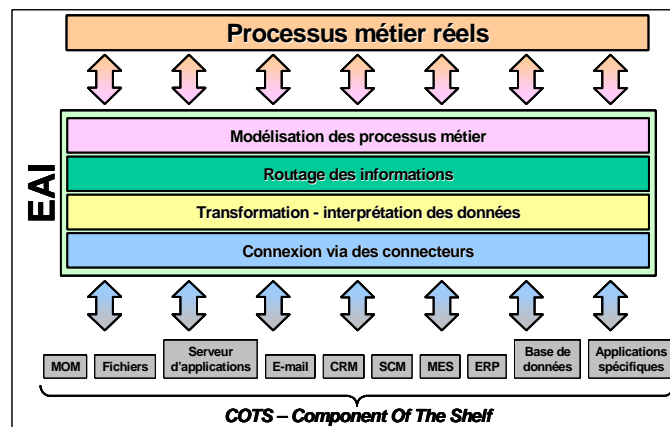 Processus métier réels
EAI
Modélisation des processus métier
Routage des informations
Transformation - interprétation des données
Connexion via des connecteurs
MOM
Fichiers
Serveur
d'applications
E-mail
CRM
SCM
MES
ERP
Base de
données
Applications
spécifiques
COTS – Component Of The Shelf